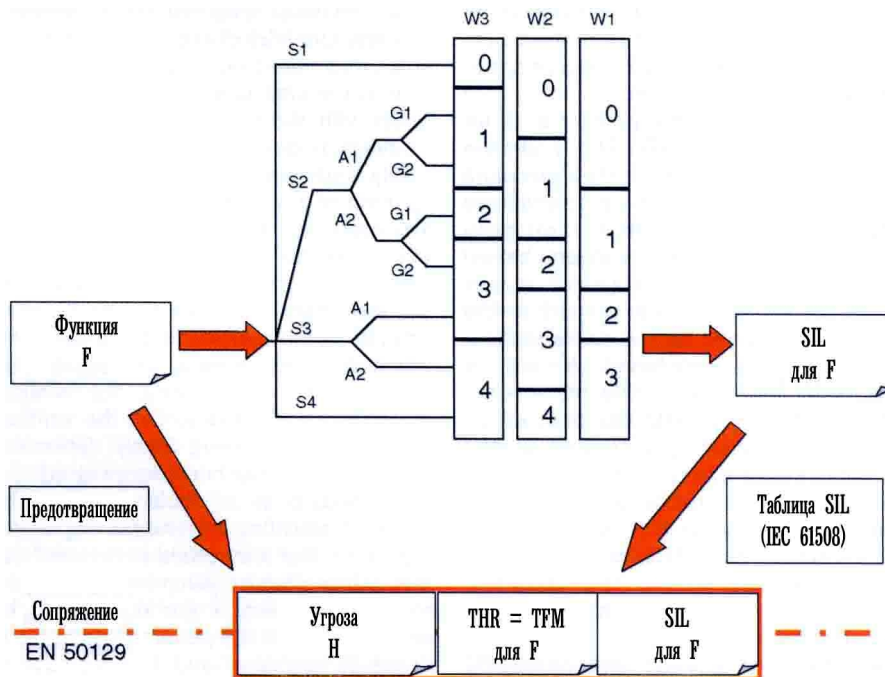 W3 W2 W1
S1
0
0
0
G1
A1
1
G2
S2
1
G1
2
1
A2
G2
2
3
A1
2
S3
3
3
A2
4
S4
4
Функция
F
SIL
для F
Предотвращение
Таблица SIL
(IEC 61508)
Сопряжение
EN 50129
Угроза
H
THR = TFM
для F
SIL
для F